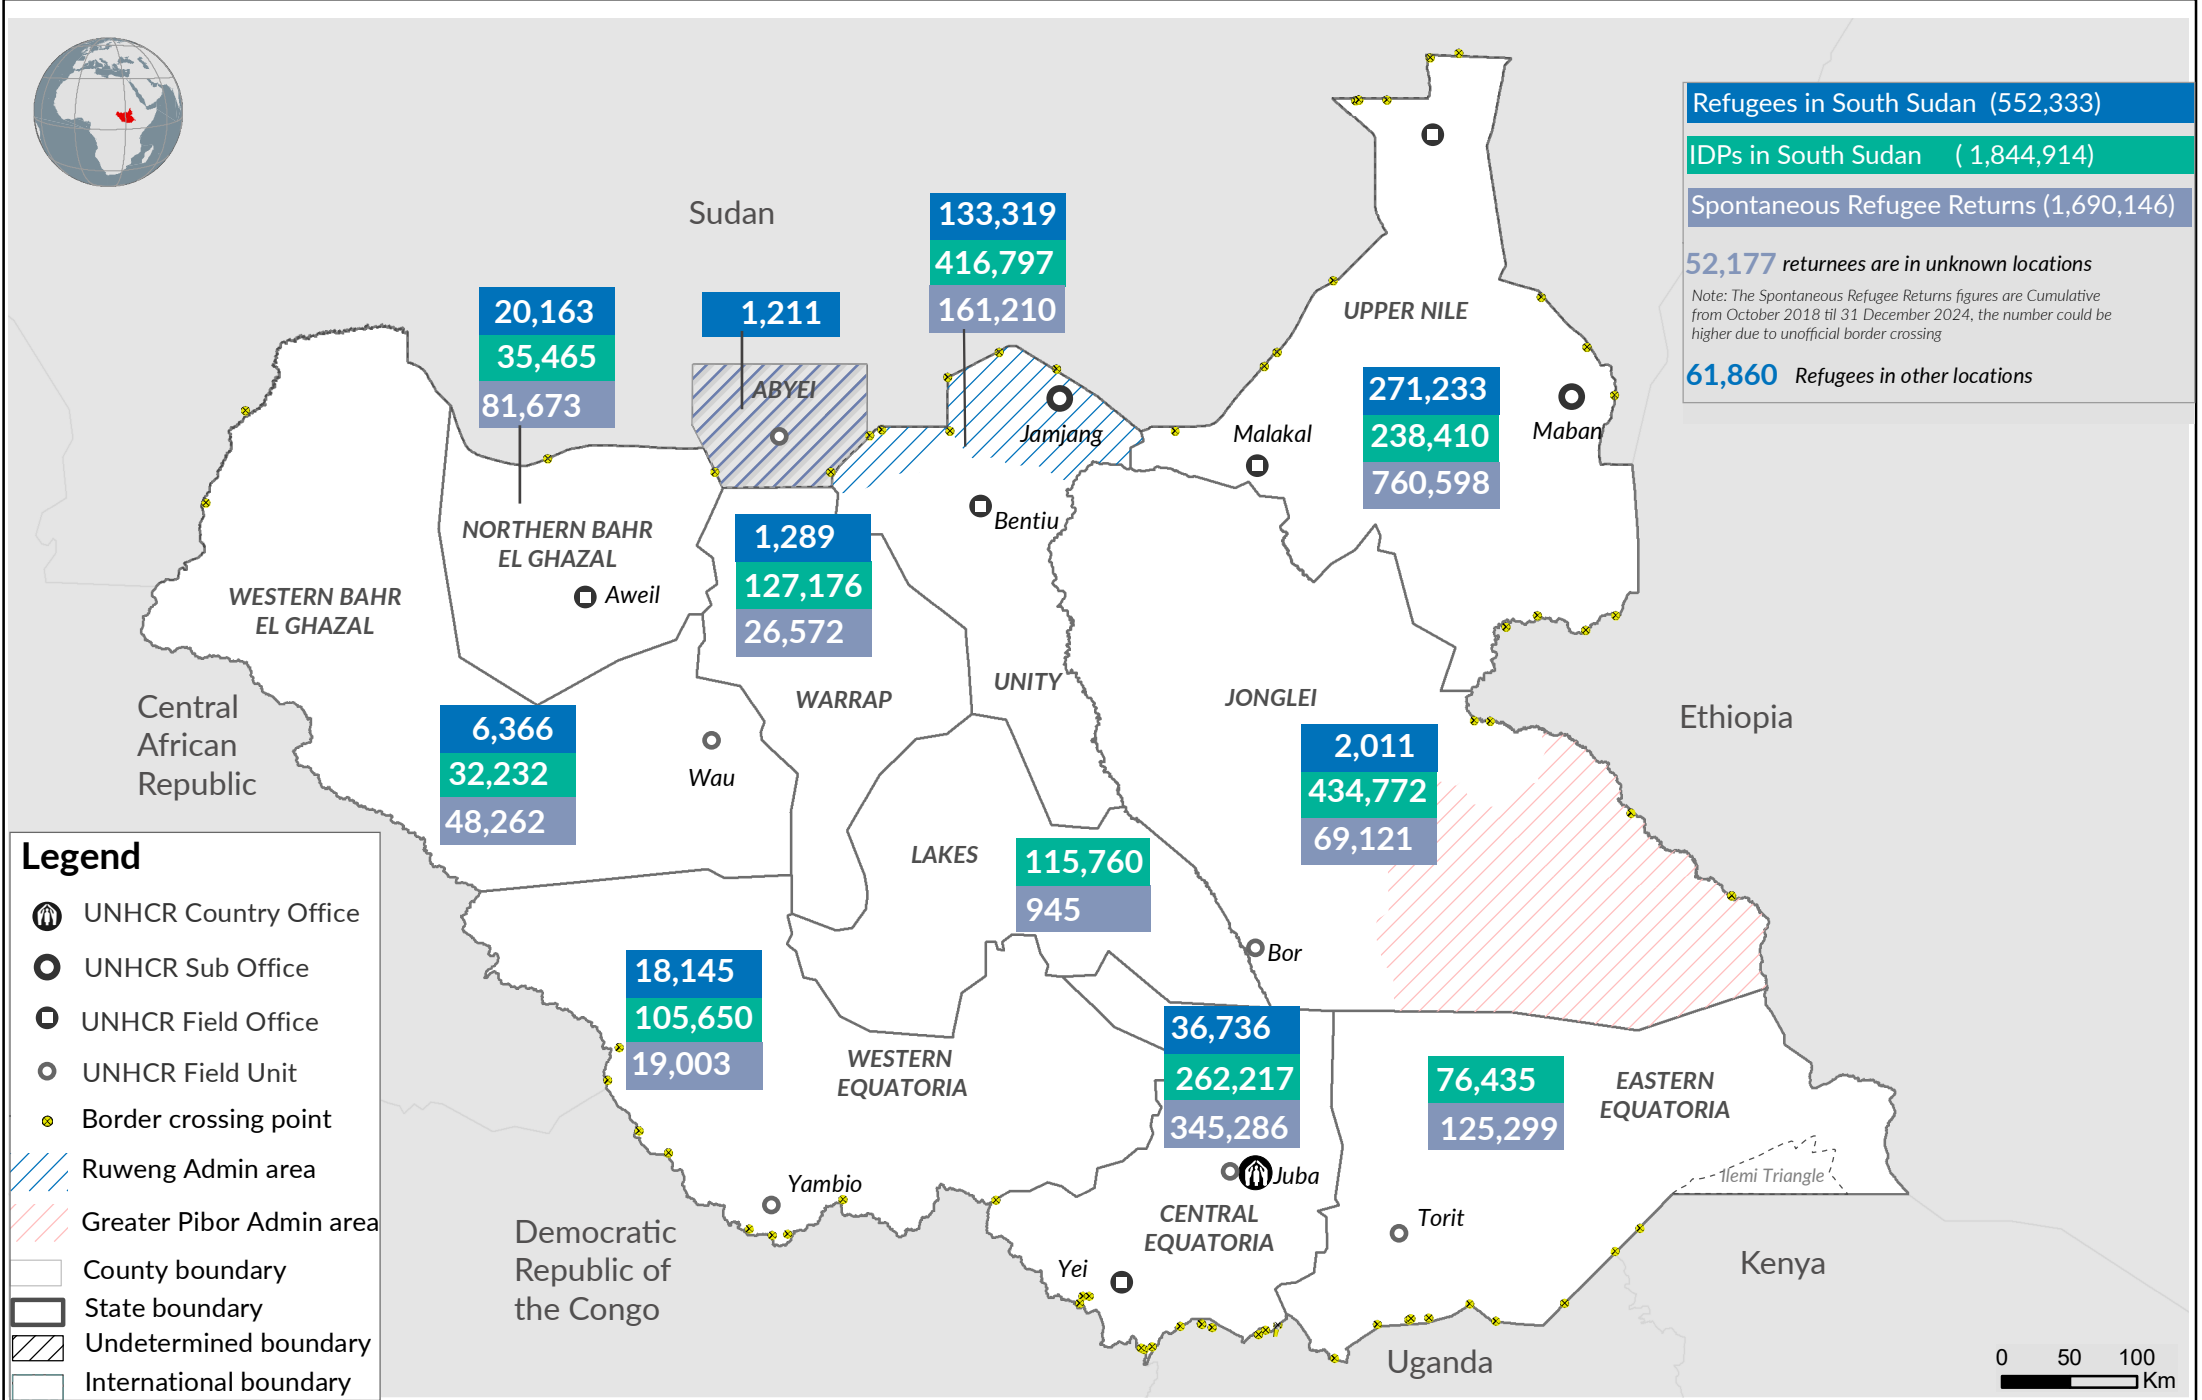 Refugees in South Sudan (552,333)
IDPs in South Sudan ( 1,844,914)
Spontaneous Refugee Returns (1,690,146)
52,177 returnees are in unknown locations
Note: The Spontaneous Refugee Returns figures are Cumulative
from October 2018 til 31 December 2024, the number could be
higher due to unofficial border crossing
61,860 Refugees in other locations
Sudan
133,319
416,797
161,210
20,163
35,465
81,673
1,211
ABYEI
Jamjang
UPPER NILE
271,233
238,410
760,598
Malakal
Maban
Bentiu
NORTHERN BAHR
EL GHAZAL
Aweil
1,289
127,176
26,572
WESTERN BAHR
EL GHAZAL
WARRAP
UNITY
JONGLEI
Central
African
Republic
Ethiopia
6,366
32,232
48,262
Wau
2,011
434,772
69,121
LAKES
115,760
945
Bor
18,145
105,650
19,003
WESTERN
EQUATORIA
36,736
262,217
345,286
Juba
76,435
125,299
EASTERN
EQUATORIA
Ilemi Triangle
Yambio
CENTRAL
EQUATORIA
Torit
Yei
Democratic
Republic of
the Congo
Kenya
Uganda
Legend
UNHCR Country Office
UNHCR Sub Office
UNHCR Field Office
UNHCR Field Unit
Border crossing point
Ruweng Admin area
Greater Pibor Admin area
County boundary
State boundary
Undetermined boundary
International boundary
0 50 100
Km